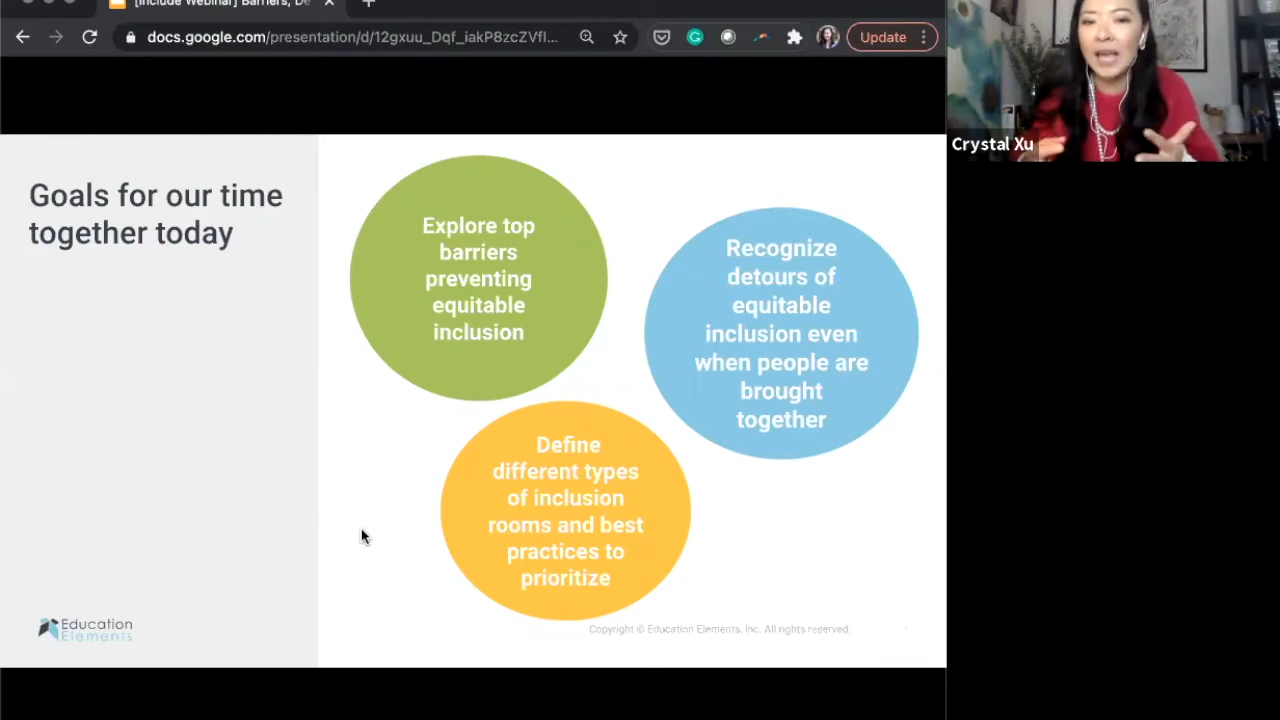 [Include Webinar] Barriers, De
docs.google.com/presentation/d/12gxuu_Dqf_iakP8zcZVfI...
Update
Crystal Xu
Goals for our time
together today
Explore top
barriers
preventing
equitable
inclusion
Recognize
detours of
equitable
inclusion even
when people are
brought
together
Define
different types
of inclusion
rooms and best
practices to
prioritize
Education
Elements
Copyright © Education Elements, Inc. All rights reserved.